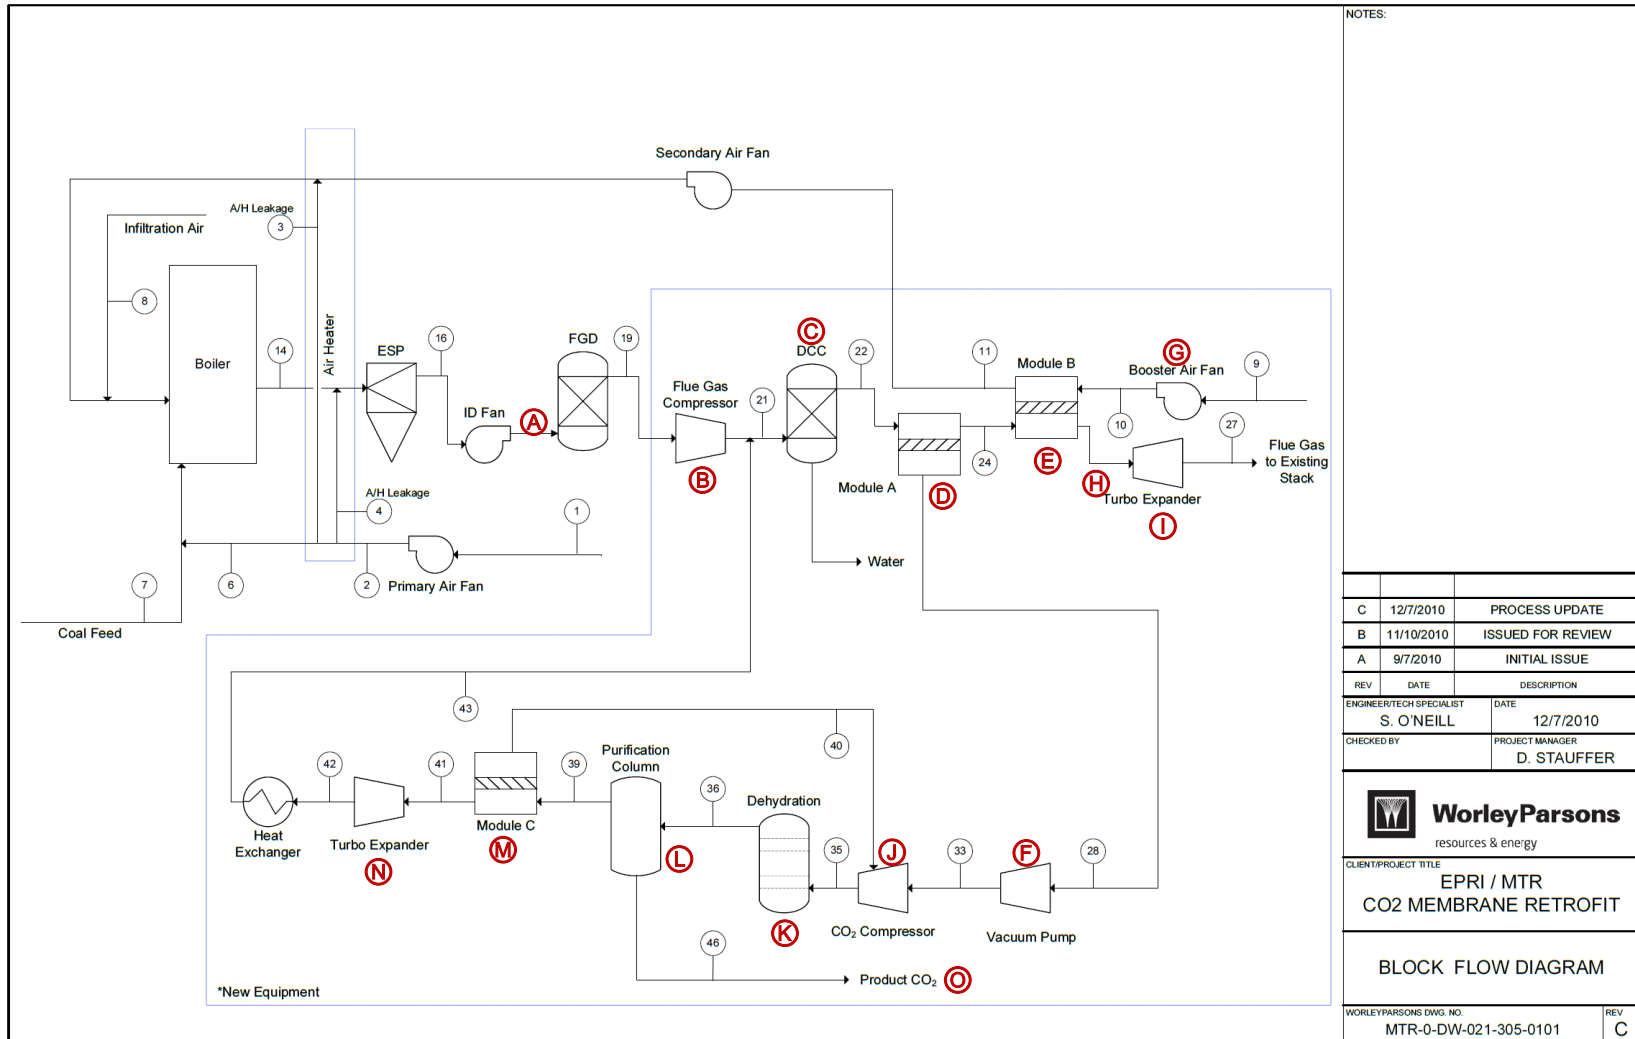 NOTES:
Secondary Air Fan
A/H Leakage
3
Infiltration Air
8
Boiler
14
Air Heater
ESP
16
ID Fan
A
FGD
19
Flue Gas
Compressor
B
21
C
DCC
22
Module A
D
24
11
Module B
E
G
Booster Air Fan
9
10
27
H
Turbo Expander
I
Flue Gas
to Existing
Stack
Water
A/H Leakage
4
1
2
6
Primary Air Fan
7
Coal Feed
43
40
42
41
39
Purification
Column
36
Dehydration
35
J
33
F
28
Heat
Exchanger
Turbo Expander
N
Module C
M
L
K
CO2 Compressor
Vacuum Pump
46
Product CO2
O
*New Equipment
C 12/7/2010 PROCESS UPDATE
B 11/10/2010 ISSUED FOR REVIEW
A 9/7/2010 INITIAL ISSUE
REV DATE DESCRIPTION
ENGINEER/TECH SPECIALIST DATE
S. O'NEILL 12/7/2010
CHECKED BY PROJECT MANAGER
D. STAUFFER
WorleyParsons
resources & energy
CLIENT/PROJECT TITLE
EPRI / MTR
CO2 MEMBRANE RETROFIT
BLOCK FLOW DIAGRAM
WORLEYPARSONS DWG. NO. REV
MTR-0-DW-021-305-0101 C